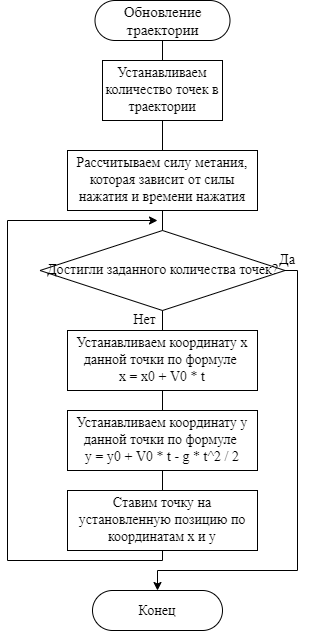 Обновление
траектории
Устанавливаем
количество точек в
траектории
Рассчитываем силу метания,
которая зависит от силы
нажатия и времени нажатия
Достигли заданного количества точек?
Да
Нет
Устанавливаем координату x
данной точки по формуле
x = x0 + V0 * t
Устанавливаем координату y
данной точки по формуле
y = y0 + V0 * t - g * t^2 / 2
Ставим точку на
установленную позицию по
координатам x и y
Конец